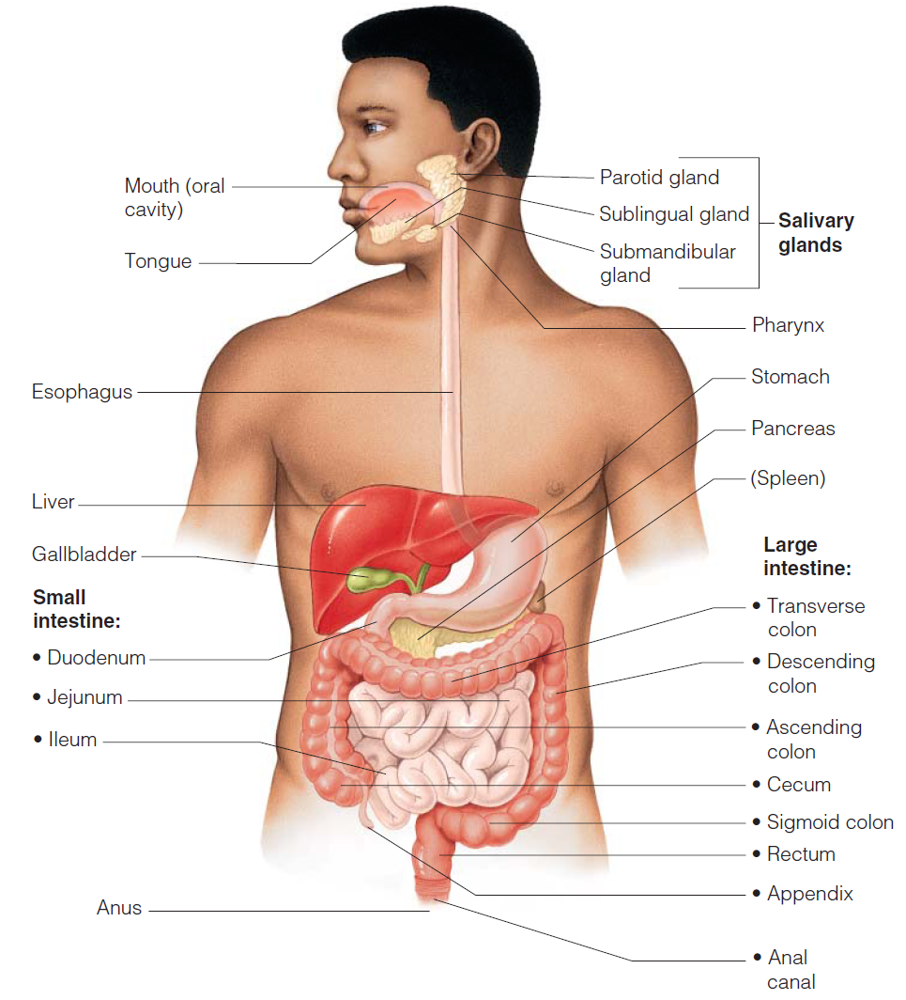 Mouth (oral
cavity)
Tongue
Esophagus
Liver
Gallbladder
Small
intestine:
• Duodenum
• Jejunum
• Ileum
Anus
Parotid gland
Sublingual gland
Submandibular
gland
Salivary
glands
Pharynx
Stomach
Pancreas
(Spleen)
Large
intestine:
• Transverse
colon
• Descending
colon
• Ascending
colon
• Cecum
• Sigmoid colon
• Rectum
• Appendix
• Anal
canal